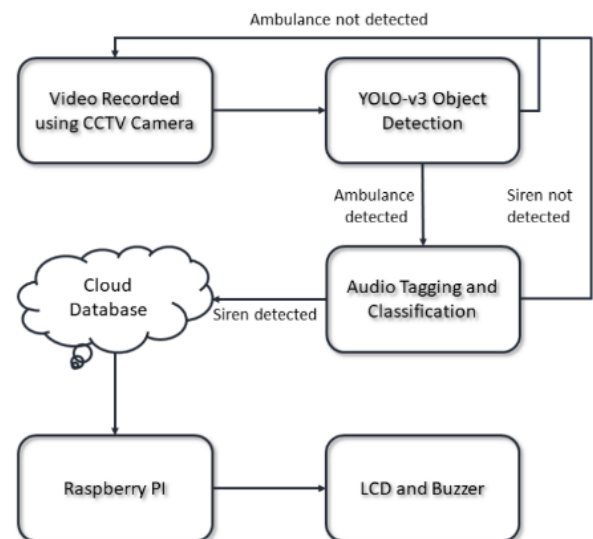 Ambulance not detected
Video Recorded
using CCTV Camera
YOLO-v3 Object
Detection
Ambulance
detected
Siren not
detected
Cloud
Database
Siren detected
Audio Tagging and
Classification
Raspberry PI
LCD and Buzzer